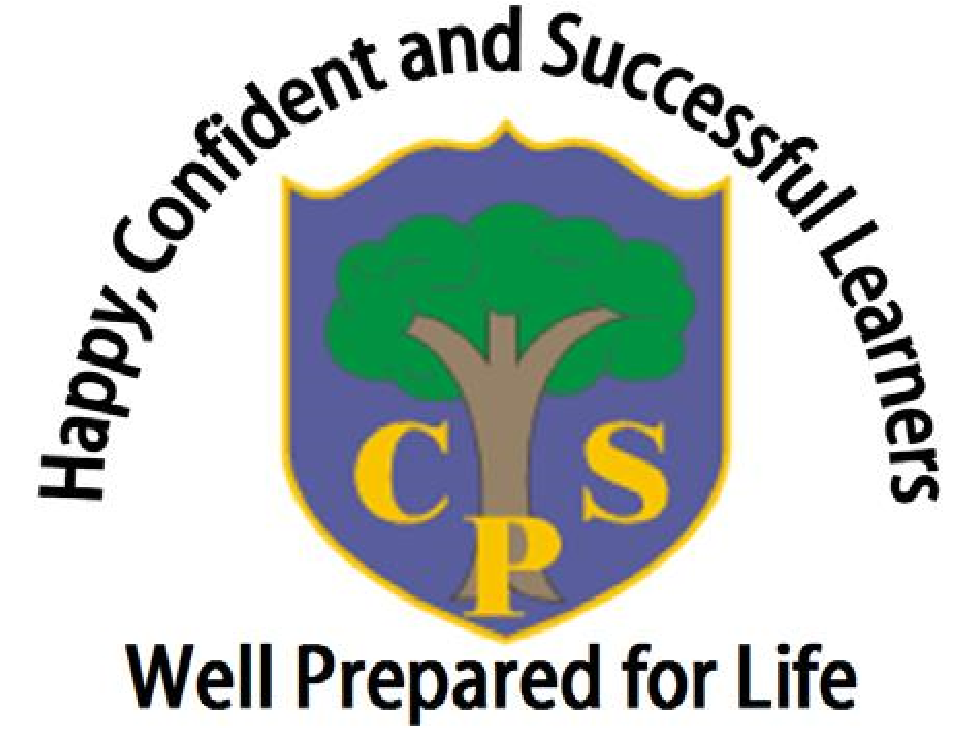 Happy, Confident and Successful Learners
C S
P
Well Prepared for Life